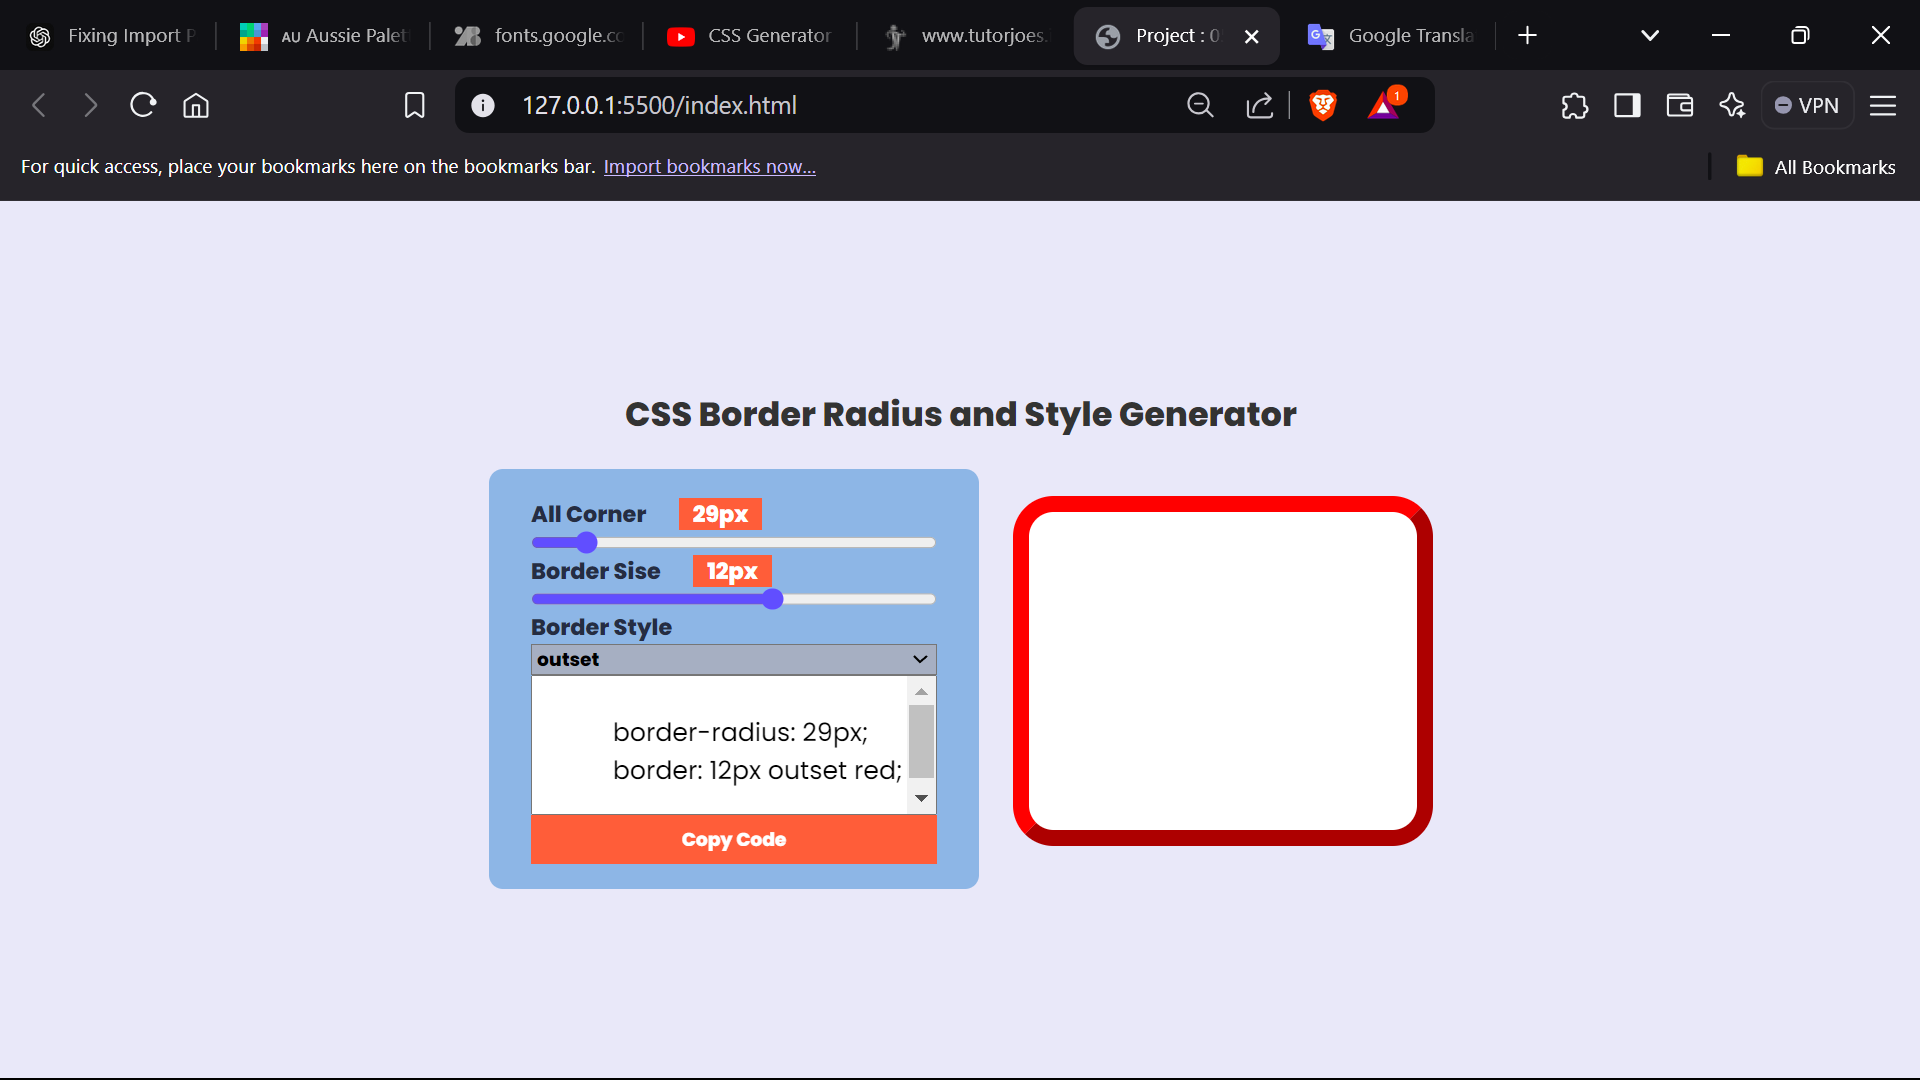 Fixing Import P
AU Aussie Palet
fonts.google.co
CSS Generator
www.tutorjoes.
Project : 0
Google Transla
127.0.0.1:5500/index.html
1
VPN
For quick access, place your bookmarks here on the bookmarks bar. Import bookmarks now...
All Bookmarks
CSS Border Radius and Style Generator
All Corner 29px
Border Sise 12px
Border Style
outset
border-radius: 29px;
border: 12px outset red;
Copy Code